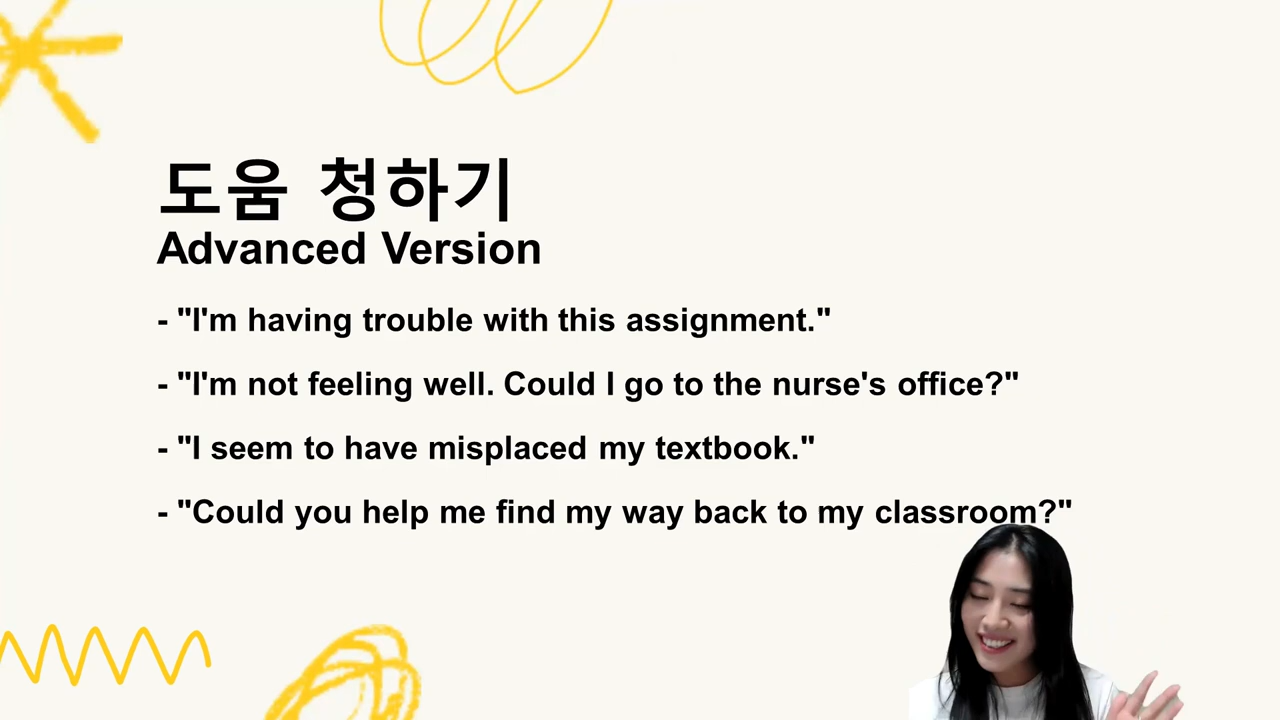 도움 청하기
Advanced Version
- "I'm having trouble with this assignment."
- "I'm not feeling well. Could I go to the nurse's office?"
- "I seem to have misplaced my textbook."
- "Could you help me find my way back to my classroom?"